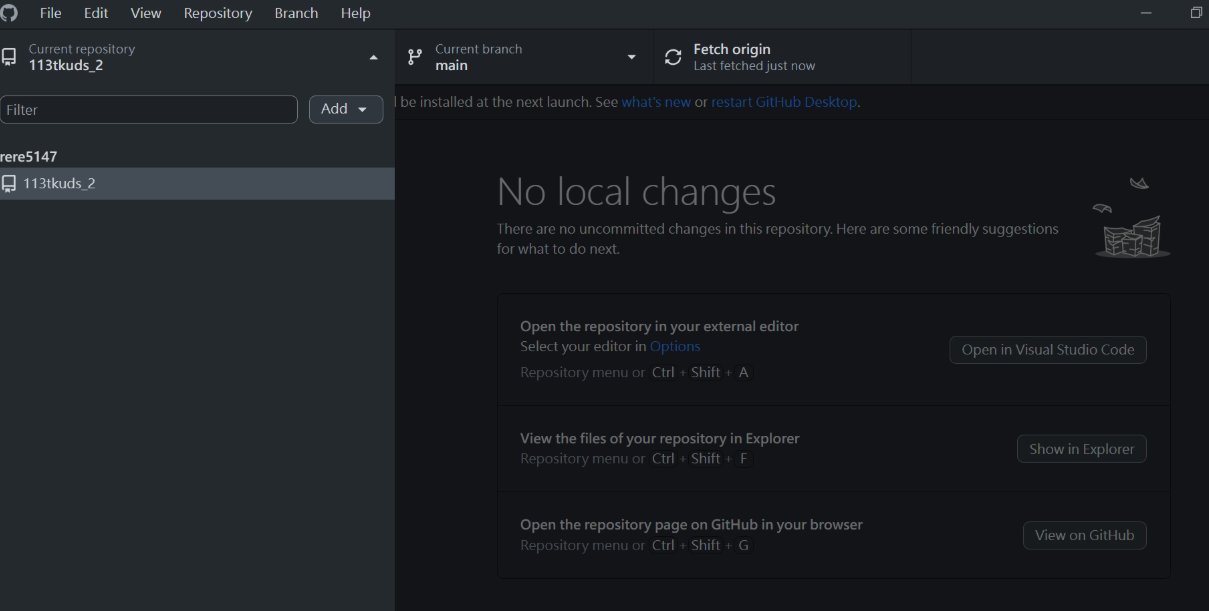 File Edit View Repository Branch Help
Current repository
113tkuds_2
Current branch
main
Fetch origin
Last fetched just now
Filter
Add
l be installed at the next launch. See what's new or restart GitHub Desktop.
rere5147
113tkuds_2
No local changes
There are no uncommitted changes in this repository. Here are some friendly suggestions
for what to do next.
Open the repository in your external editor
Select your editor in Options
Repository menu or Ctrl + Shift + A
Open in Visual Studio Code
View the files of your repository in Explorer
Repository menu or Ctrl + Shift + F
Show in Explorer
Open the repository page on GitHub in your browser
Repository menu or Ctrl + Shift + G
View on GitHub